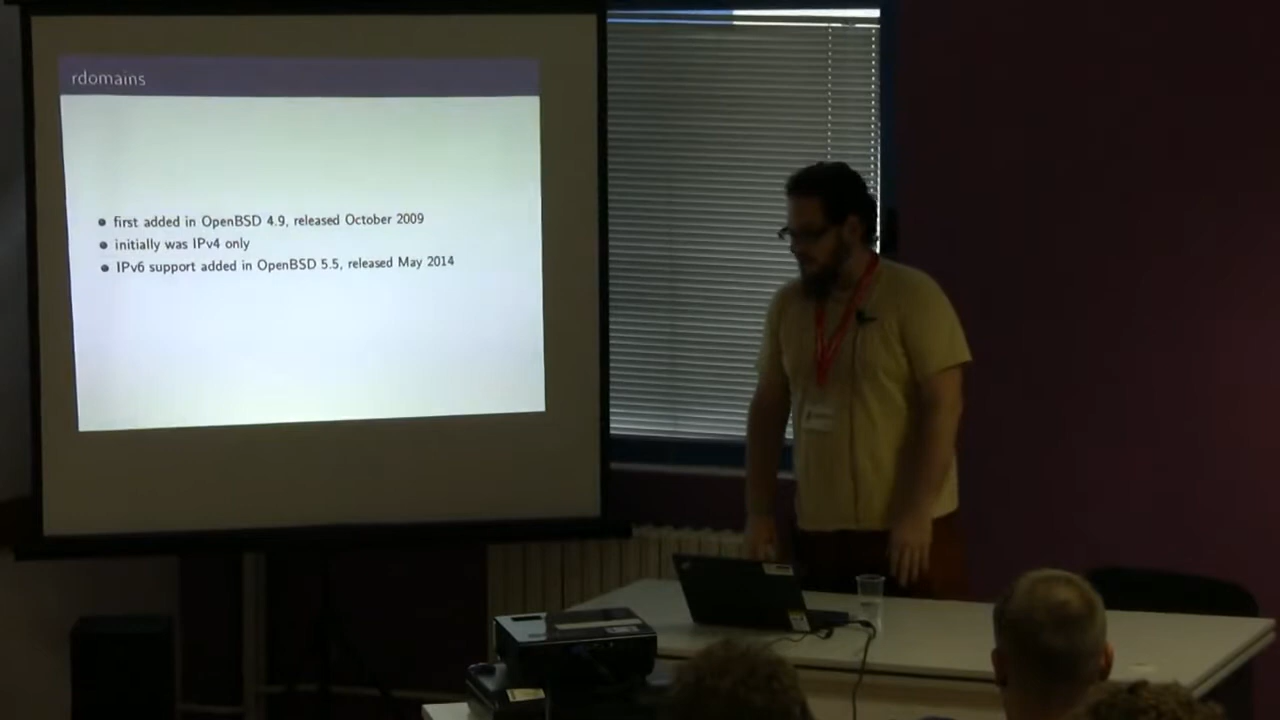 rdomains
first added in OpenBSD 4.9, released October 2009
initially was IPv4 only
IPv6 support added in OpenBSD 5.5, released May 2014